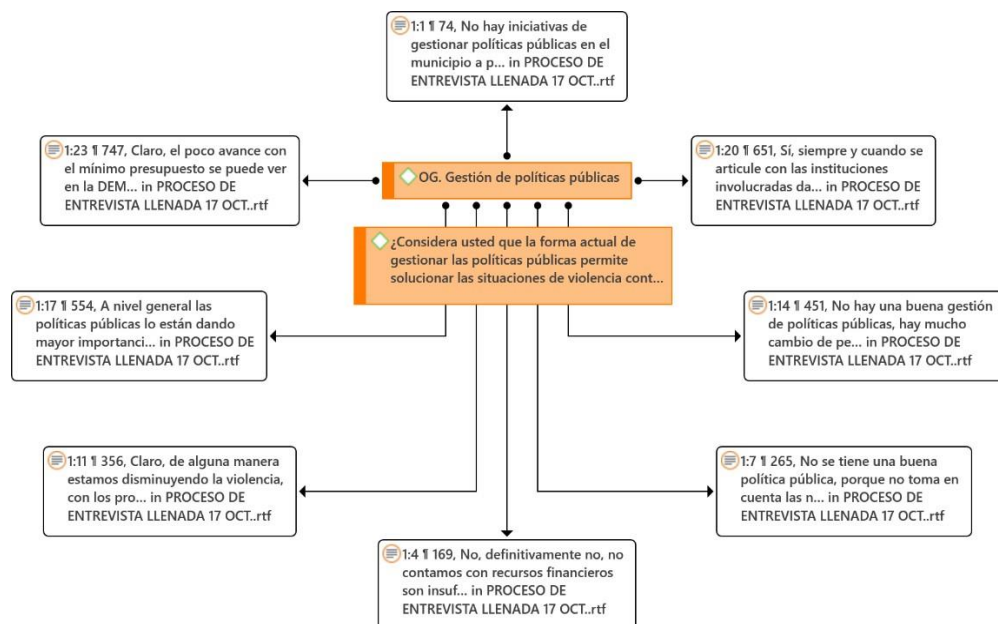 1:1 ¶ 74, No hay iniciativas de
gestionar políticas públicas en el
municipio a p... in PROCESO DE
ENTREVISTA LLENADA 17 OCT..rtf
1:23 ¶ 747, Claro, el poco avance con
el mínimo presupuesto se puede ver
en la DEM... in PROCESO DE
ENTREVISTA LLENADA 17 OCT..rtf
OG. Gestión de políticas públicas
1:20 ¶ 651, Sí, siempre y cuando se
articule con las instituciones
involucradas da... in PROCESO DE
ENTREVISTA LLENADA 17 OCT..rtf
¿Considera usted que la forma actual de
gestionar las políticas públicas permite
solucionar las situaciones de violencia cont...
1:17 ¶ 554, A nivel general las
políticas públicas lo están dando
mayor importanci... in PROCESO DE
ENTREVISTA LLENADA 17 OCT..rtf
1:14 ¶ 451, No hay una buena gestión
de políticas públicas, hay mucho
cambio de pe... in PROCESO DE
ENTREVISTA LLENADA 17 OCT..rtf
1:11 ¶ 356, Claro, de alguna manera
estamos disminuyendo la violencia,
con los pro... in PROCESO DE
ENTREVISTA LLENADA 17 OCT..rtf
1:7 ¶ 265, No se tiene una buena
política pública, porque no toma en
cuenta las n... in PROCESO DE
ENTREVISTA LLENADA 17 OCT..rtf
1:4 ¶ 169, No, definitivamente no, no
contamos con recursos financieros
son insuf... in PROCESO DE
ENTREVISTA LLENADA 17 OCT..rtf